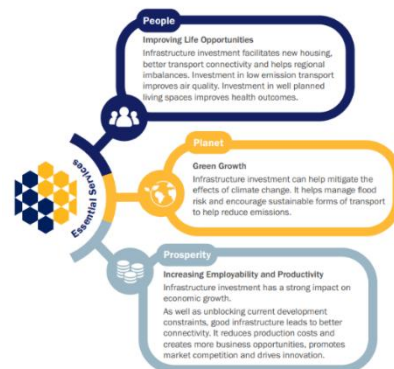 People
Improving Life Opportunities
Infrastructure investment facilitates new housing,
better transport connectivity and helps regional
imbalances. Investment in low emission transport
improves air quality. Investment in well planned
living spaces improves health outcomes.
Essential Services
Planet
Green Growth
Infrastructure investment can help mitigate the
effects of climate change. It helps manage flood
risk and encourage sustainable forms of transport
to help reduce emissions.
Prosperity
Increasing Employability and Productivity
Infrastructure investment has a strong impact on
economic growth.
As well as unblocking current development
constraints, good infrastructure leads to better
connectivity. It reduces production costs and
creates more business opportunities, promotes
market competition and drives innovation.